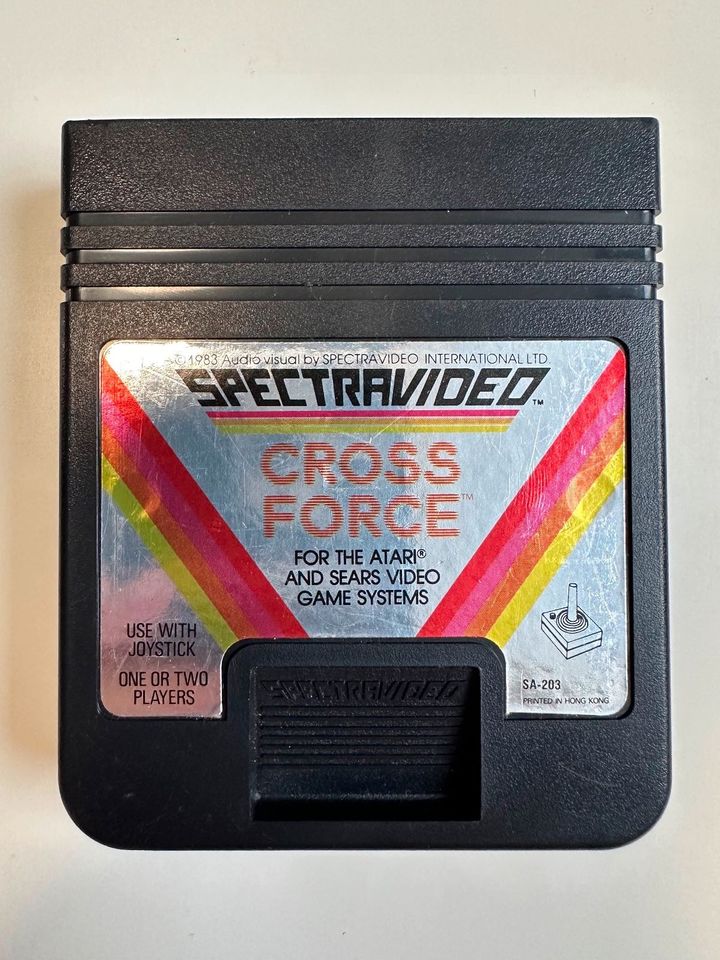 ©1983 Audio visual by SPECTRAVIDEO INTERNATIONAL LTD.
SPECTRAVIDEO™
CROSS
FORCE™
FOR THE ATARI®
AND SEARS VIDEO
GAME SYSTEMS
USE WITH
JOYSTICK
ONE OR TWO
PLAYERS
SA-203
PRINTED IN HONG KONG
SPECTRAVIDEO